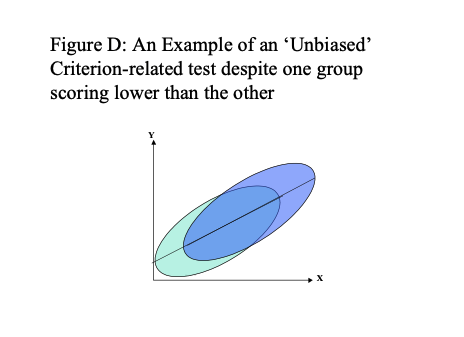 Figure D: An Example of an ‘Unbiased’
Criterion-related test despite one group
scoring lower than the other
Y
X